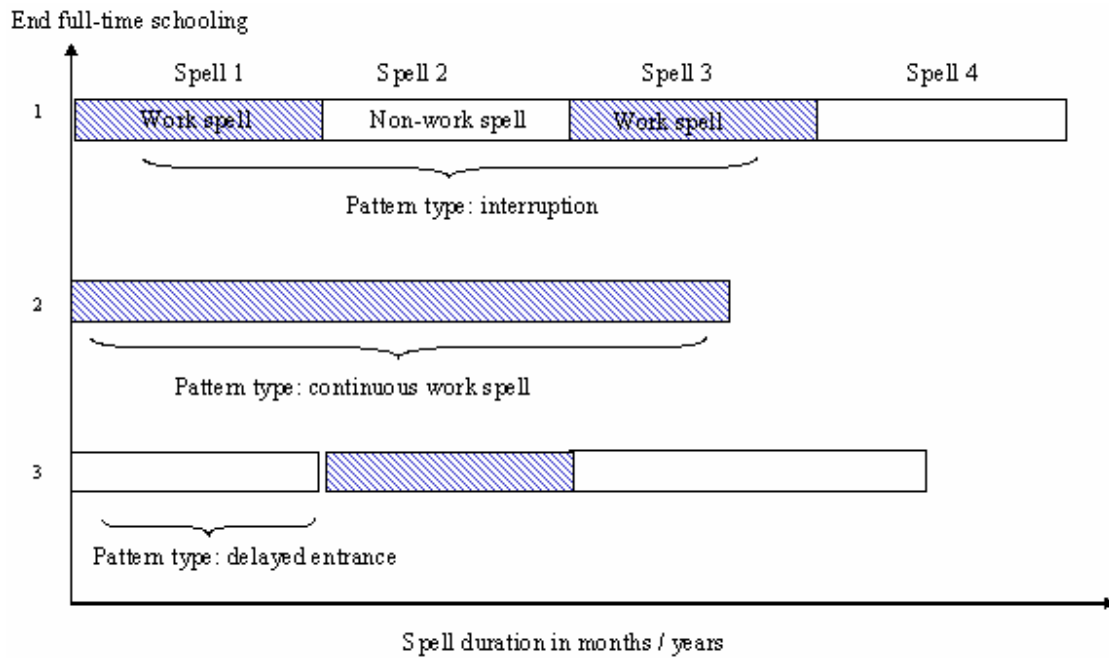 End full-time schooling
Spell 1 Spell 2 Spell 3 Spell 4
1 Work spell Non-work spell Work spell
Pattern type: interruption
2
Pattern type: continuous work spell
3
Pattern type: delayed entrance
Spell duration in months / years